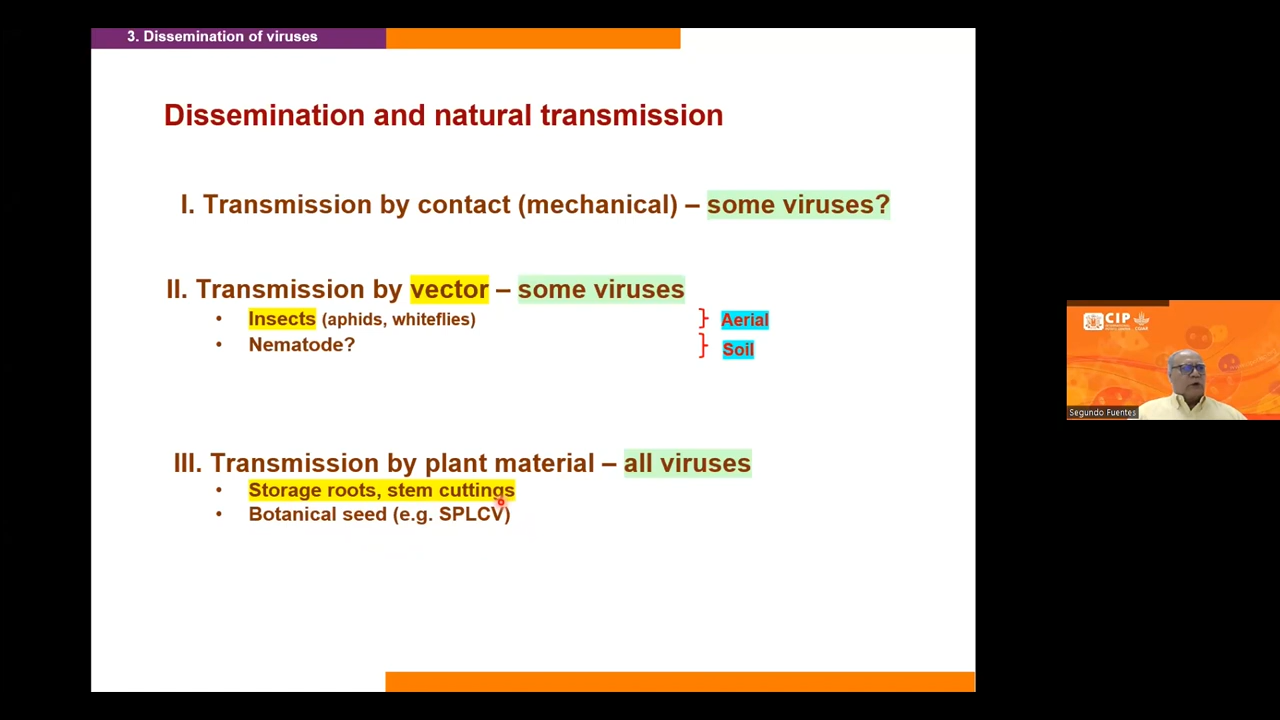 3. Dissemination of viruses
Dissemination and natural transmission
I. Transmission by contact (mechanical) – some viruses?
II. Transmission by vector – some viruses
• Insects (aphids, whiteflies) } Aerial
• Nematode? } Soil
III. Transmission by plant material – all viruses
• Storage roots, stem cuttings
• Botanical seed (e.g. SPLCV)
CIP
Segundo Fuentes